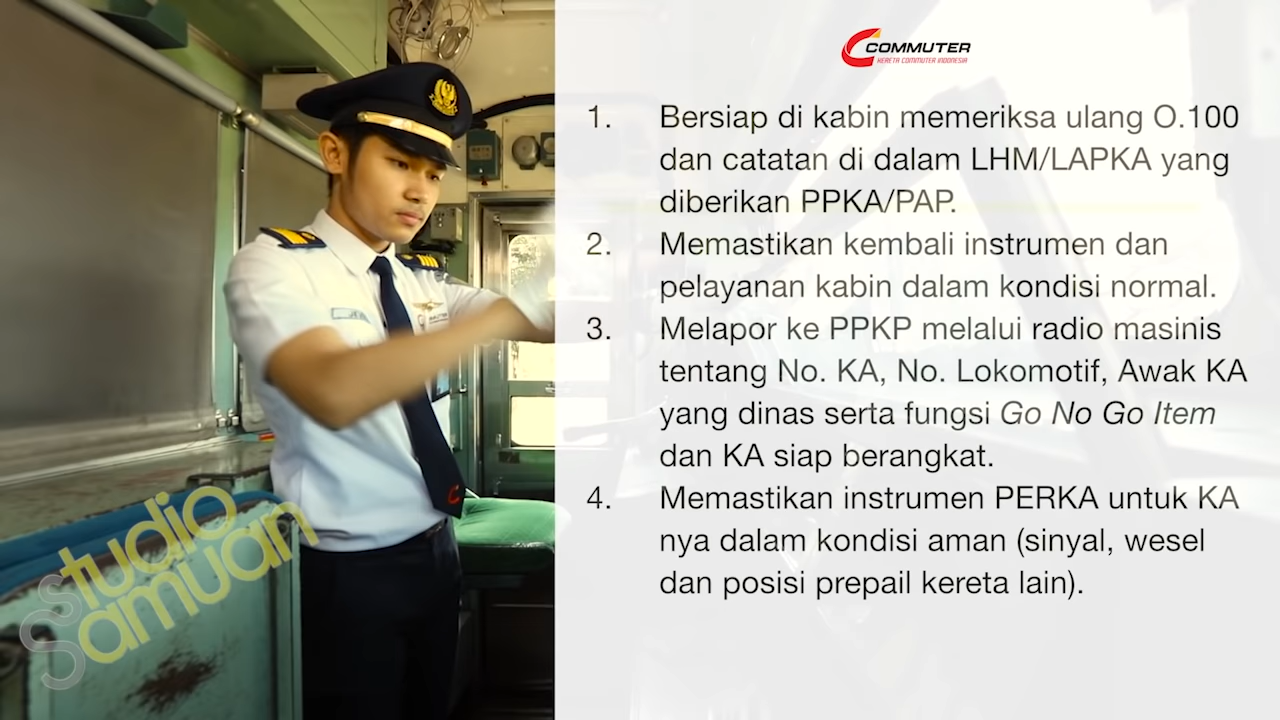 COMMUTER
KERETA COMMUTER INDONESIA
1. Bersiap di kabin memeriksa ulang O.100
dan catatan di dalam LHM/LAPKA yang
diberikan PPKA/PAP.
2. Memastikan kembali instrumen dan
pelayanan kabin dalam kondisi normal.
3. Melapor ke PPKP melalui radio masinis
tentang No. KA, No. Lokomotif, Awak KA
yang dinas serta fungsi Go No Go Item
dan KA siap berangkat.
4. Memastikan instrumen PERKA untuk KA
nya dalam kondisi aman (sinyal, wesel
dan posisi prepail kereta lain).
studio
Samuan